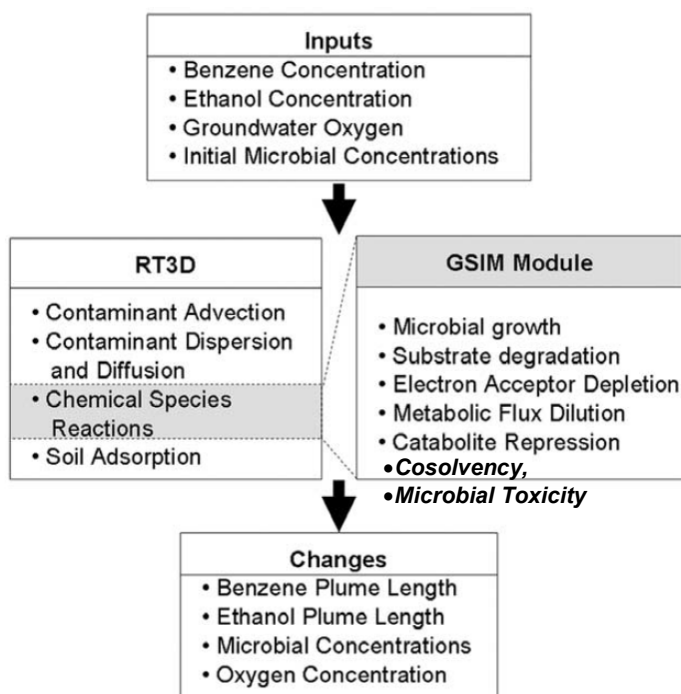 Inputs
• Benzene Concentration
• Ethanol Concentration
• Groundwater Oxygen
• Initial Microbial Concentrations
RT3D
• Contaminant Advection
• Contaminant Dispersion
and Diffusion
• Chemical Species
Reactions
• Soil Adsorption
GSIM Module
• Microbial growth
• Substrate degradation
• Electron Acceptor Depletion
• Metabolic Flux Dilution
• Catabolite Repression
•Cosolvency,
•Microbial Toxicity
Changes
• Benzene Plume Length
• Ethanol Plume Length
• Microbial Concentrations
• Oxygen Concentration